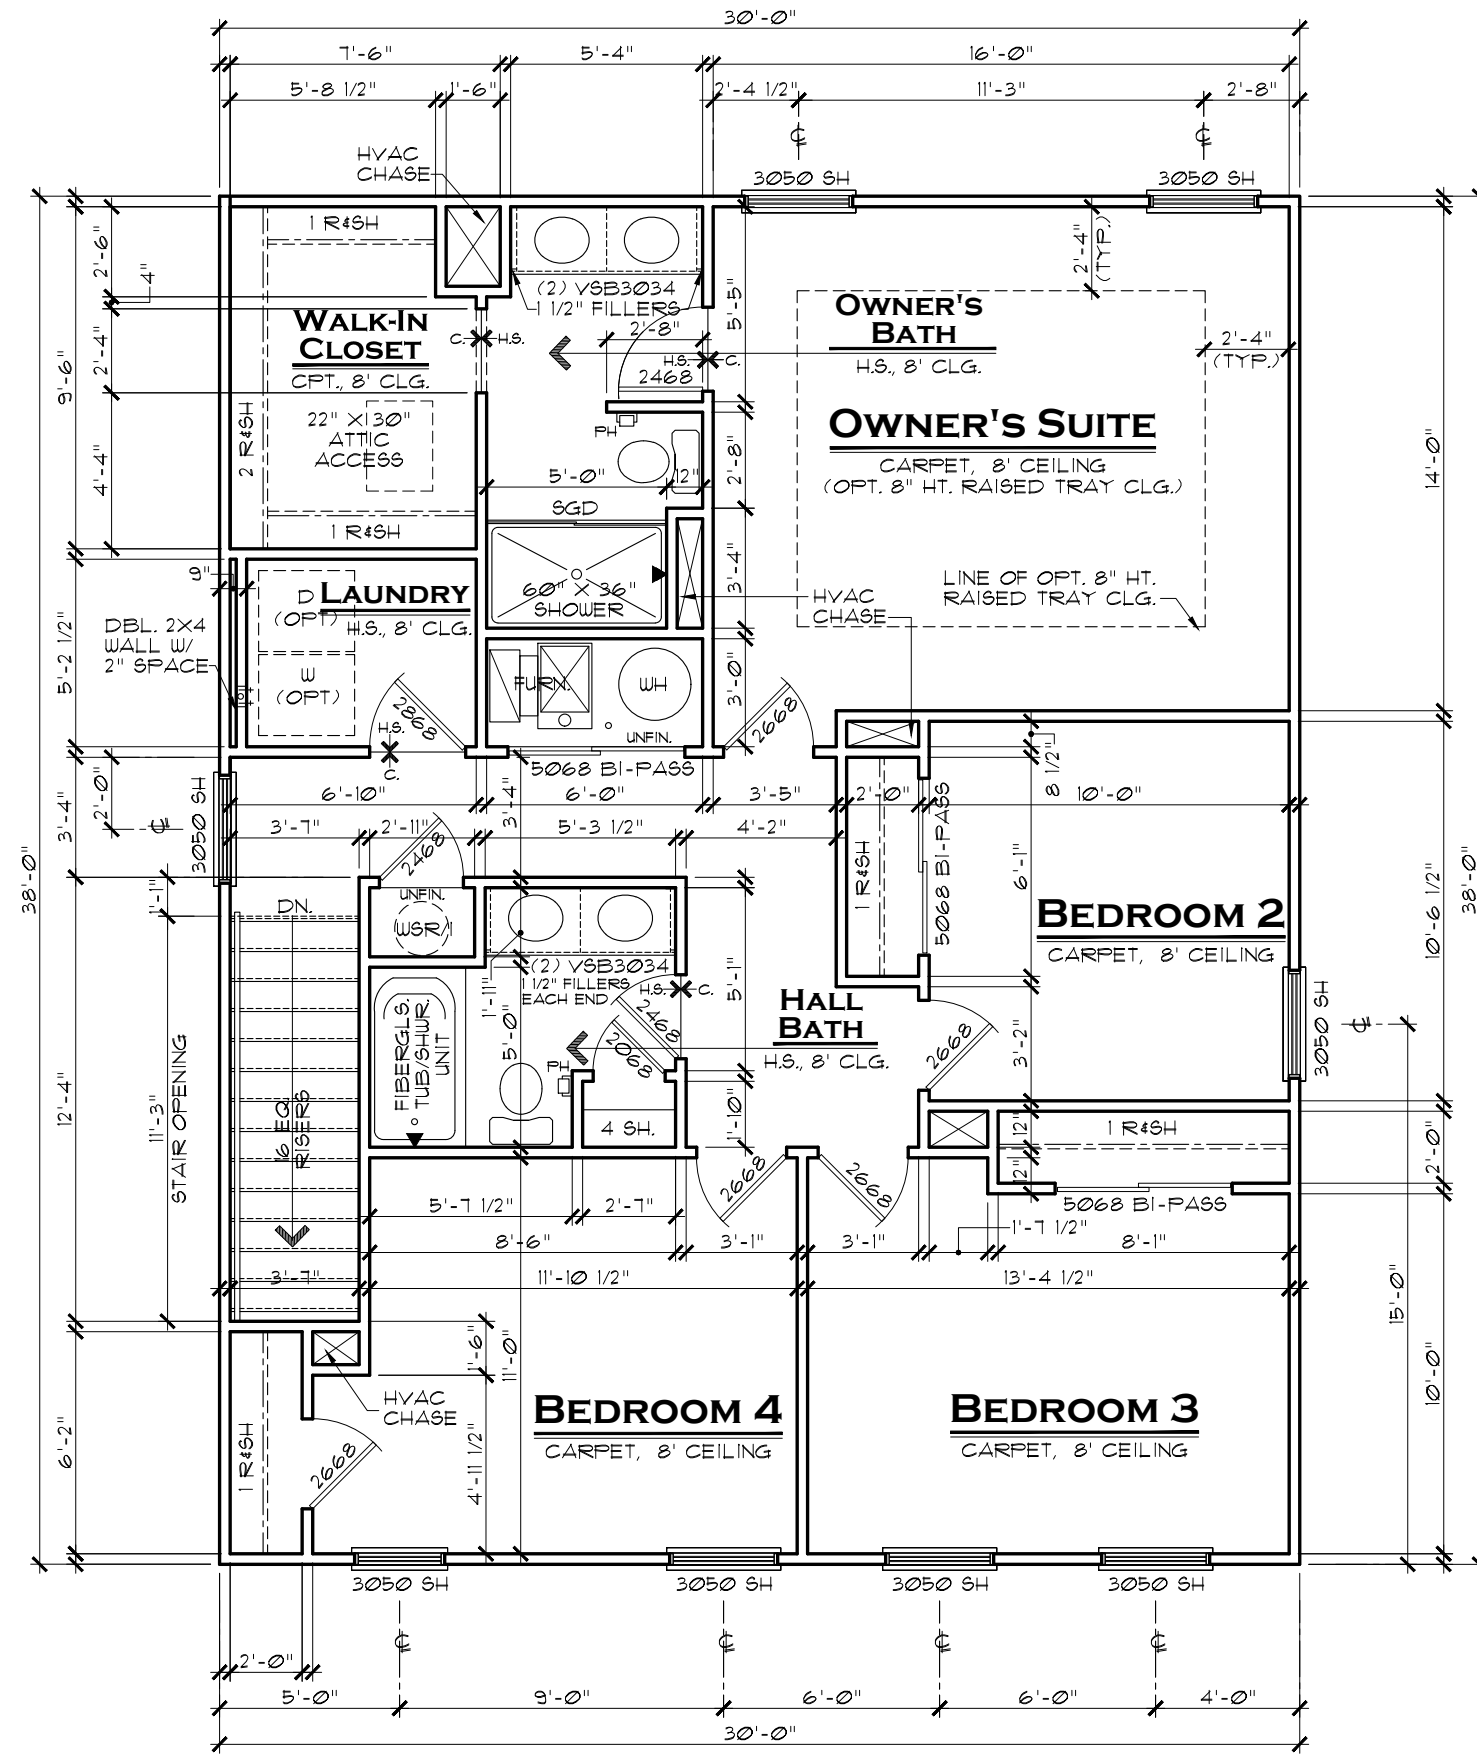 30'-0"
7'-6"
5'-4"
16'-0"
5'-8 1/2"
1'-6"
2'-4 1/2"
11'-3"
2'-8"
HVAC
CHASE
3050 SH
3050 SH
1 R&SH
2'-6"
4"
2'-4"
4'-4"
9'-6"
(2) VSB3034
1 1/2" FILLERS
2'-8"
5'-5"
2'-4"
(TYP.)
WALK-IN
CLOSET
CPT., 8' CLG.
C.
H.S.
H.S.
C.
2468
OWNER'S
BATH
H.S., 8' CLG.
2'-4"
(TYP.)
22" X 30"
ATTIC
ACCESS
2 R&SH
PH
OWNER'S SUITE
CARPET, 8' CEILING
(OPT. 8" HT. RAISED TRAY CLG.)
5'-0"
12"
2'-8"
14'-0"
SGD
1 R&SH
60" X 36"
SHOWER
3'-4"
HVAC
CHASE
LINE OF OPT. 8" HT.
RAISED TRAY CLG.
9"
D
(OPT)
LAUNDRY
H.S., 8' CLG.
DBL. 2X4
WALL W/
2" SPACE
5'-2 1/2"
W
(OPT)
2868
H.S.
C.
FURN.
WH
UNFIN.
3'-0"
2668
5068 BI-PASS
8 1/2"
3050 SH
2'-0"
3'-4"
6'-10"
6'-0"
3'-5"
2'-0"
10'-0"
3'-4"
3'-7"
2'-11"
5'-3 1/2"
4'-2"
2468
38'-0"
38'-0"
1'-1"
DN.
UNFIN.
WSR/1
1 R&SH
5068 BI-PASS
6'-1"
BEDROOM 2
CARPET, 8' CEILING
10'-6 1/2"
(2) VSB3034
1 1/2" FILLERS
EACH END
1'-11"
H.S.
C.
5'-1"
2468
2068
HALL
BATH
H.S., 8' CLG.
2668
3'-2"
3050 SH
FIBERGLS.
TUB/SHWR.
UNIT
5'-0"
PH
STAIR OPENING
11'-3"
12'-4"
16 EQ
RISERS
4 SH.
1'-10"
12"
12"
1 R&SH
2'-0"
2668
2668
5068 BI-PASS
5'-7 1/2"
2'-7"
1'-7 1/2"
8'-6"
3'-1"
3'-1"
8'-1"
3'-7"
11'-10 1/2"
13'-4 1/2"
15'-0"
1'-6"
11'-0"
HVAC
CHASE
BEDROOM 4
CARPET, 8' CEILING
BEDROOM 3
CARPET, 8' CEILING
10'-0"
6'-2"
1 R&SH
2668
4'-11 1/2"
3050 SH
3050 SH
3050 SH
3050 SH
2'-0"
5'-0"
9'-0"
6'-0"
6'-0"
4'-0"
30'-0"